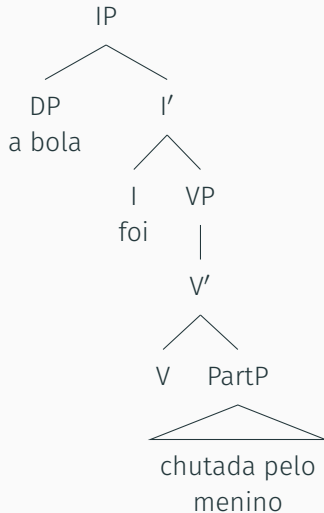 IP
DP I′
a bola
I VP
foi
V′
V PartP
chutada pelo
menino